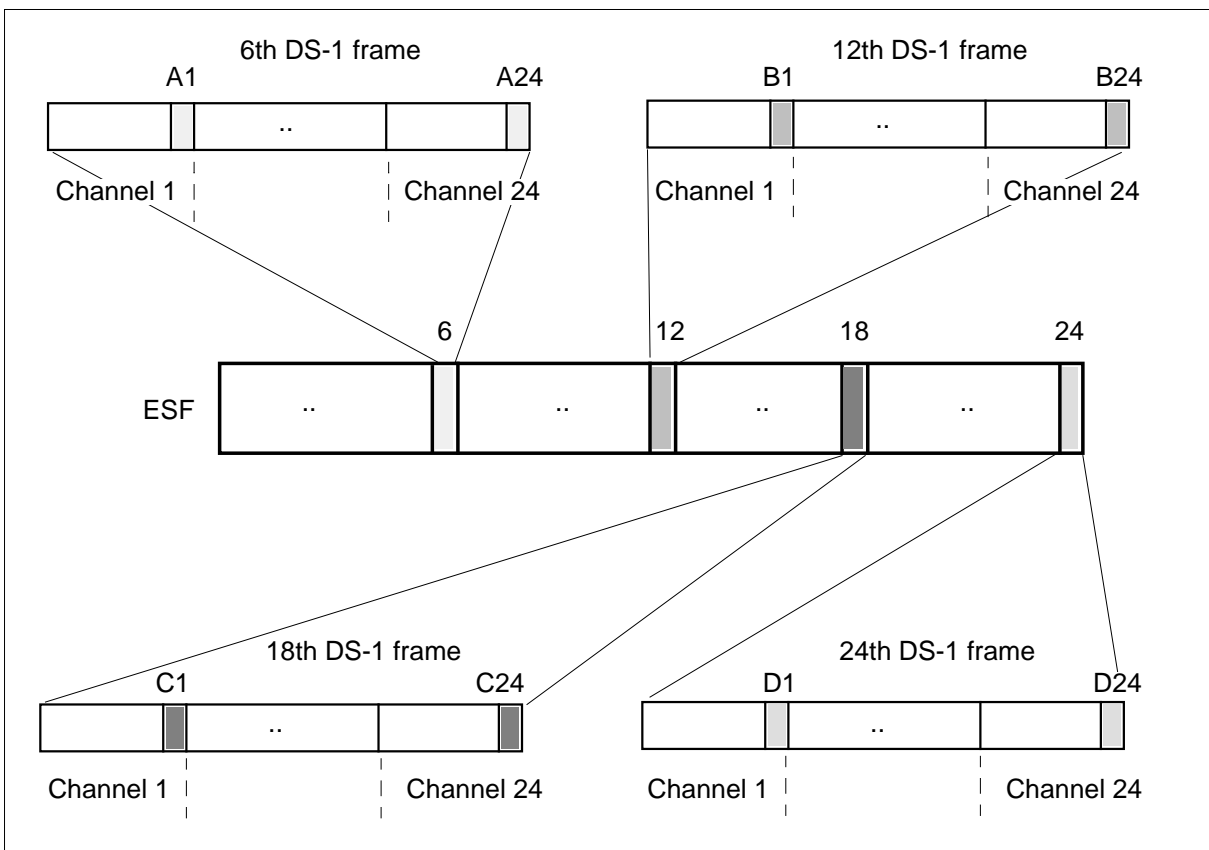 6th DS-1 frame
12th DS-1 frame
A1
A24
B1
B24
..
..
Channel 1
Channel 24
Channel 1
Channel 24
6
12
18
24
ESF
..
..
..
..
18th DS-1 frame
24th DS-1 frame
C1
C24
D1
D24
..
..
Channel 1
Channel 24
Channel 1
Channel 24